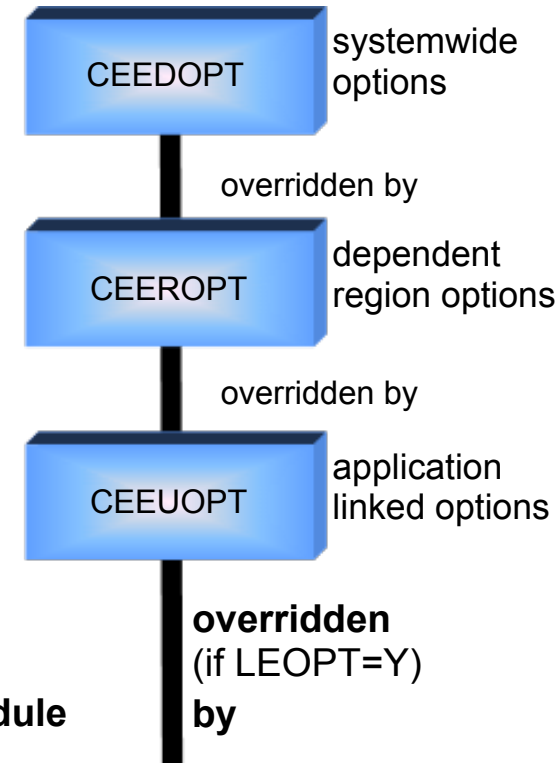 CEEDOPT
systemwide
options
overridden by
CEEROPT
dependent
region options
overridden by
CEEUOPT
application
linked options
overridden
(if LEOPT=Y)
dule
by